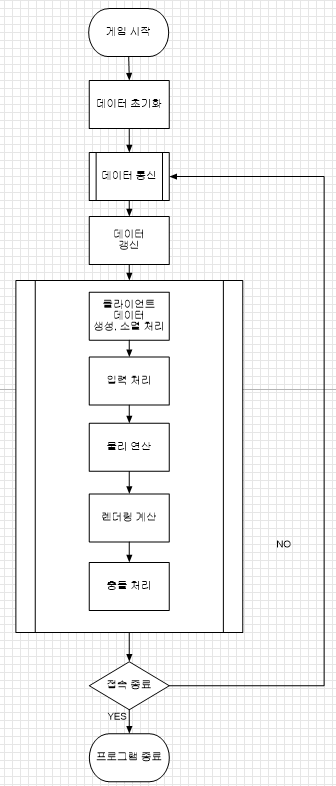 게임 시작
데이터 초기화
데이터 통신
데이터
갱신
클라이언트
데이터
생성, 소멸 처리
입력 처리
물리 연산
렌더링 계산
충돌 처리
NO
접속 종료
YES
프로그램 종료